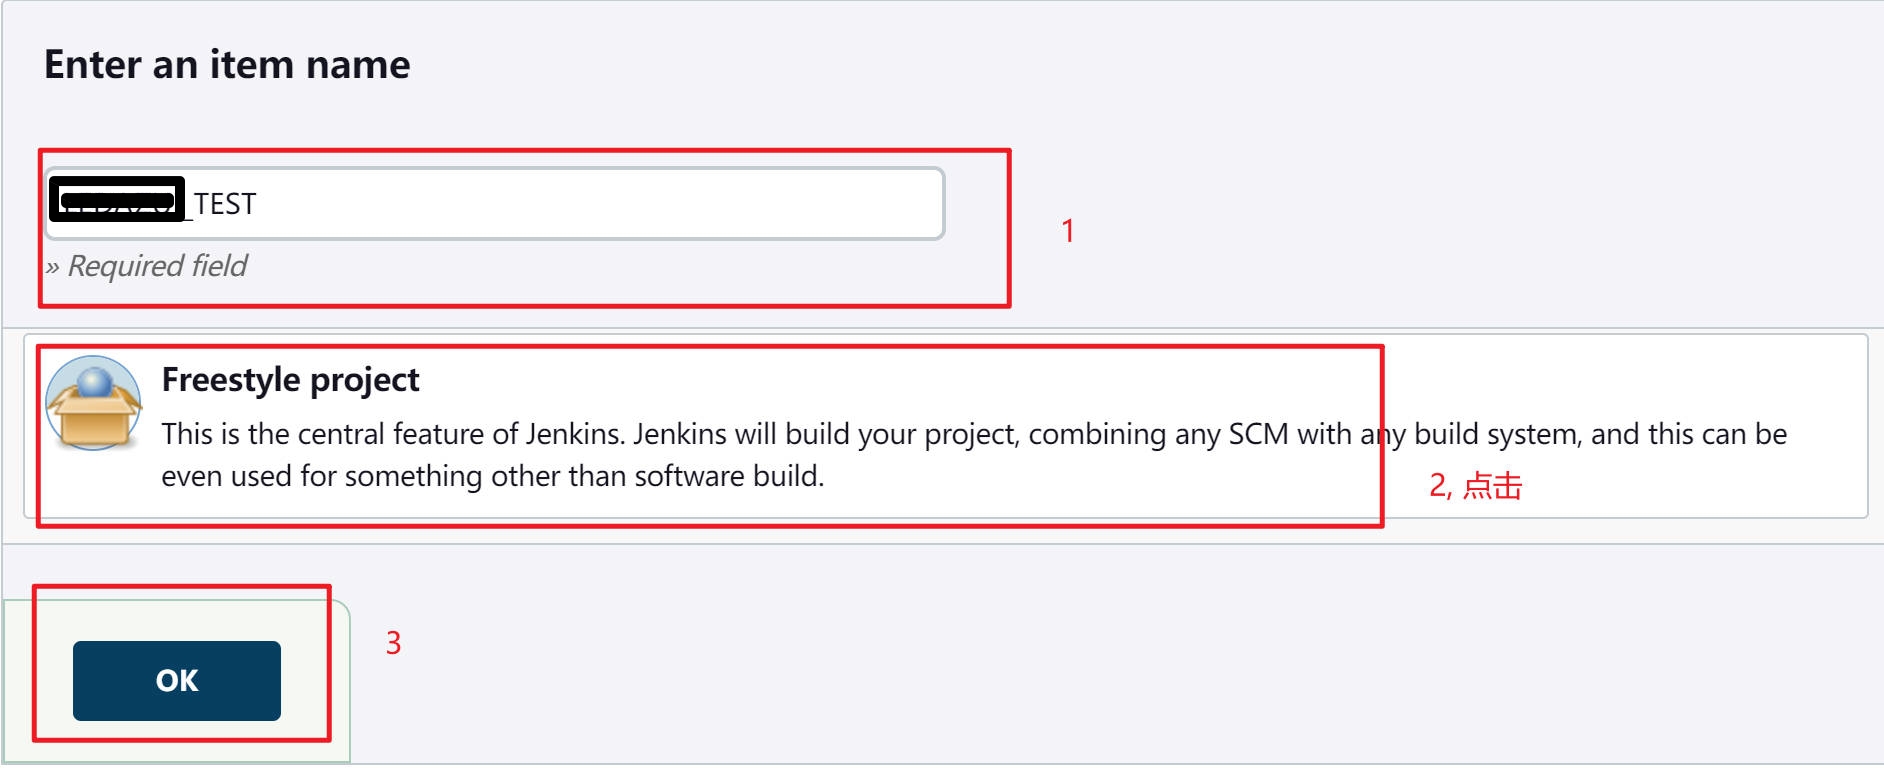 Enter an item name
_TEST
» Required field
1
Freestyle project
This is the central feature of Jenkins. Jenkins will build your project, combining any SCM with any build system, and this can be
even used for something other than software build.
2, 点击
OK
3